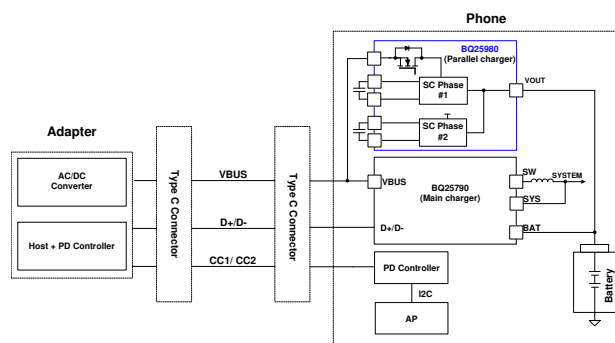 Phone
BQ25980
(Parallel charger)
SC Phase
#1
VOUT
SC Phase
#2
Adapter
AC/DC
Converter
Host + PD Controller
Type C Connector
VBUS
D+/D-
CC1/ CC2
Type C Connector
VBUS
BQ25790
(Main charger)
D+/D-
SW
SYSTEM
SYS
BAT
PD Controller
I2C
AP
Battery